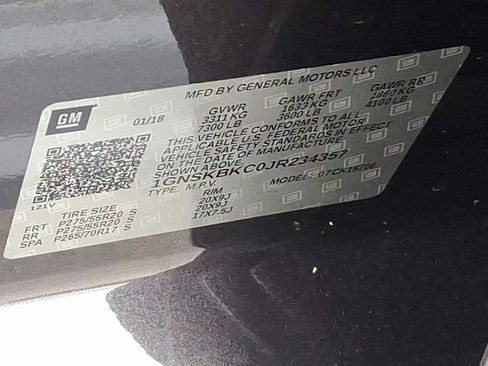 MFD BY GENERAL MOTORS LLC
GM
01/18 GVWR GAWR FRT GAWR RR
3311 KG 1633 KG 1860 KG
7300 LB 3600 LB 4100 LB
THIS VEHICLE CONFORMS TO ALL
APPLICABLE U.S. FEDERAL MOTOR
VEHICLE SAFETY STANDARDS IN EFFECT
ON THE DATE OF MANUFACTURE
SHOWN ABOVE.
1GNSKBKC0JR234357
TYPE: M.P.V. MODEL: 07CK15706
121V
TIRE SIZE RIM
FRT P275/55R20 S 20X9J
RR P275/55R20 S 20X9J
SPA P265/70R17 S 17X7.5J